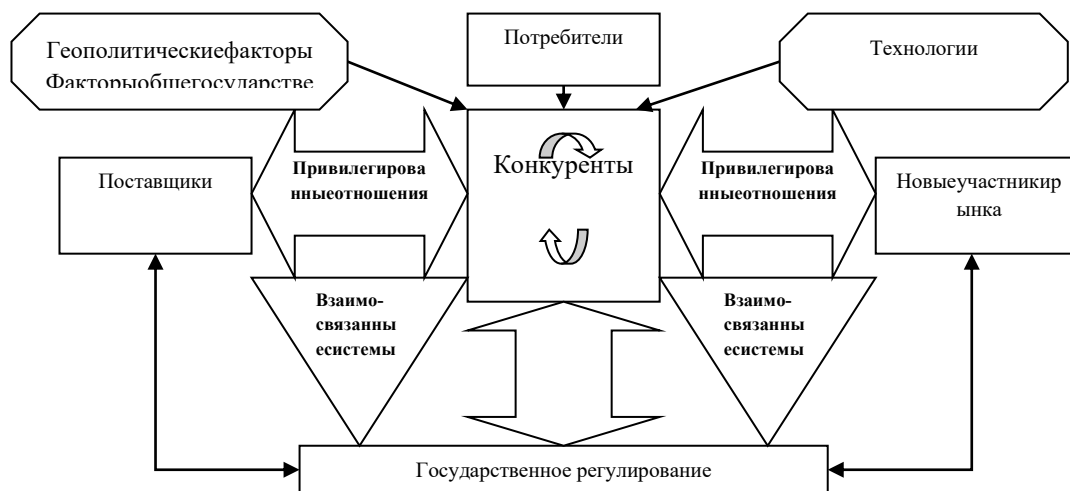 Геополитическиефакторы
Факторыобщегосударстве
Потребители
Технологии
Поставщики
Привилегирова
нныеотношения
Конкуренты
Привилегирова
нныеотношения
Новыеучастникир
ынка
Взаимо-
связанны
есистемы
Взаимо-
связанны
есистемы
Государственное регулирование